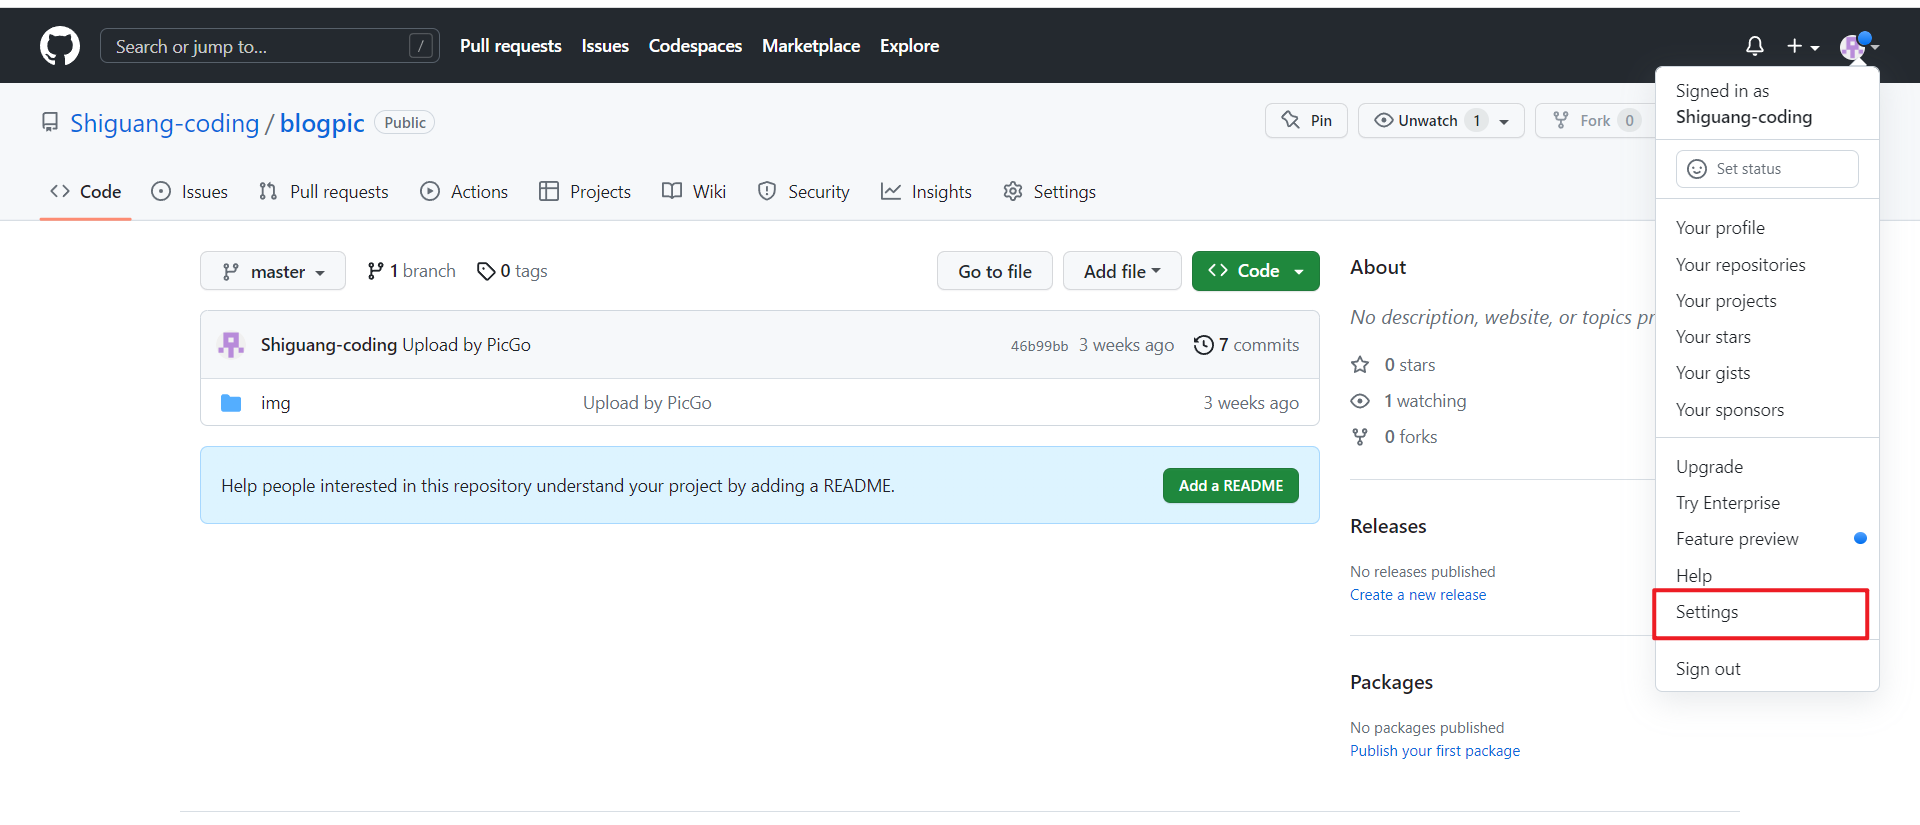 Search or jump to...
/
Pull requests Issues Codespaces Marketplace Explore
Shiguang-coding / blogpic Public
Pin
Unwatch 1
Fork 0
Code Issues Pull requests Actions Projects Wiki Security Insights Settings
master 1 branch 0 tags
Go to file Add file <> Code
Shiguang-coding Upload by PicGo 46b99bb 3 weeks ago 7 commits
img Upload by PicGo 3 weeks ago
Help people interested in this repository understand your project by adding a README. Add a README
About
No description, website, or topics pr
0 stars
1 watching
0 forks
Releases
No releases published
Create a new release
Packages
No packages published
Publish your first package
Signed in as
Shiguang-coding
Set status
Your profile
Your repositories
Your projects
Your stars
Your gists
Your sponsors
Upgrade
Try Enterprise
Feature preview
Help
Settings
Sign out